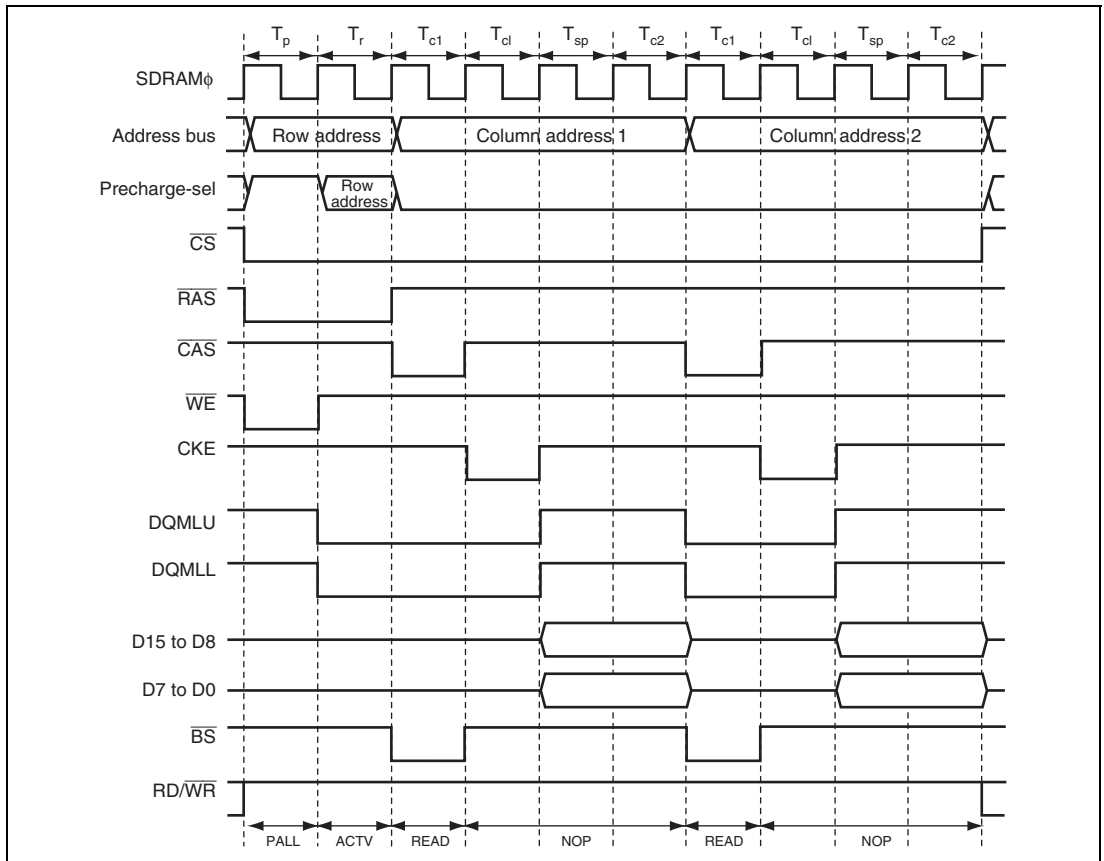 Tp Tr Tc1 Tcl Tsp Tc2 Tc1 Tcl Tsp Tc2
SDRAMϕ
Address bus Row address Column address 1 Column address 2
Precharge-sel Row address
CS
RAS
CAS
WE
CKE
DQMLU
DQMLL
D15 to D8
D7 to D0
BS
RD/WR
PALL ACTV READ NOP READ NOP